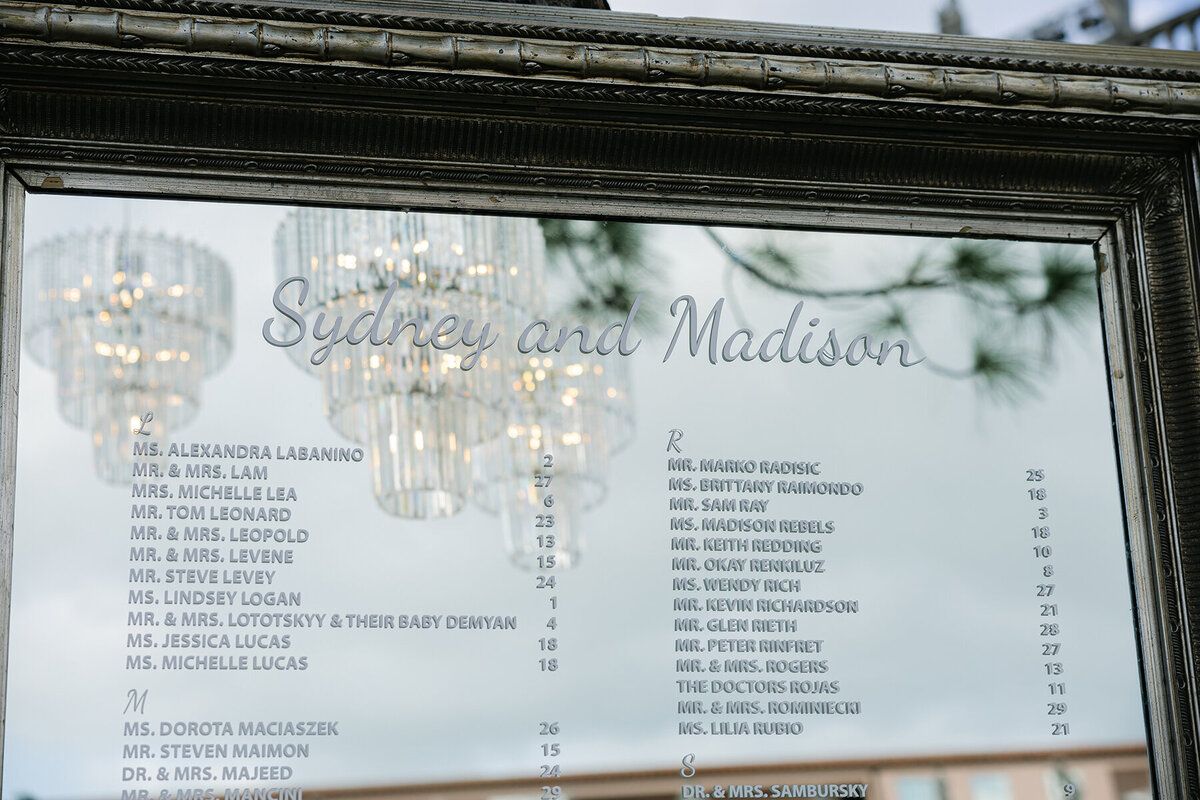 Sydney and Madison
L
MS. ALEXANDRA LABANINO 2
MR. & MRS. LAM 27
MRS. MICHELLE LEA 6
MR. TOM LEONARD 23
MR. & MRS. LEOPOLD 13
MR. & MRS. LEVENE 15
MR. STEVE LEVEY 24
MS. LINDSEY LOGAN 1
MR. & MRS. LOTOTSKYY & THEIR BABY DEMYAN 4
MS. JESSICA LUCAS 18
MS. MICHELLE LUCAS 18
M
MS. DOROTA MACIASZEK 26
MR. STEVEN MAIMON 15
DR. & MRS. MAJEED 24
MR. & MRS. MANCINI 29
R
MR. MARKO RADISIC 25
MS. BRITTANY RAIMONDO 18
MR. SAM RAY 3
MS. MADISON REBELS 18
MR. KEITH REDDING 10
MR. OKAY RENKILUZ 8
MS. WENDY RICH 27
MR. KEVIN RICHARDSON 21
MR. GLEN RIETH 28
MR. PETER RINFRET 27
MR. & MRS. ROGERS 13
THE DOCTORS ROJAS 11
MR. & MRS. ROMINIECKI 29
MS. LILIA RUBIO 21
S
DR. & MRS. SAMBURSKY 9